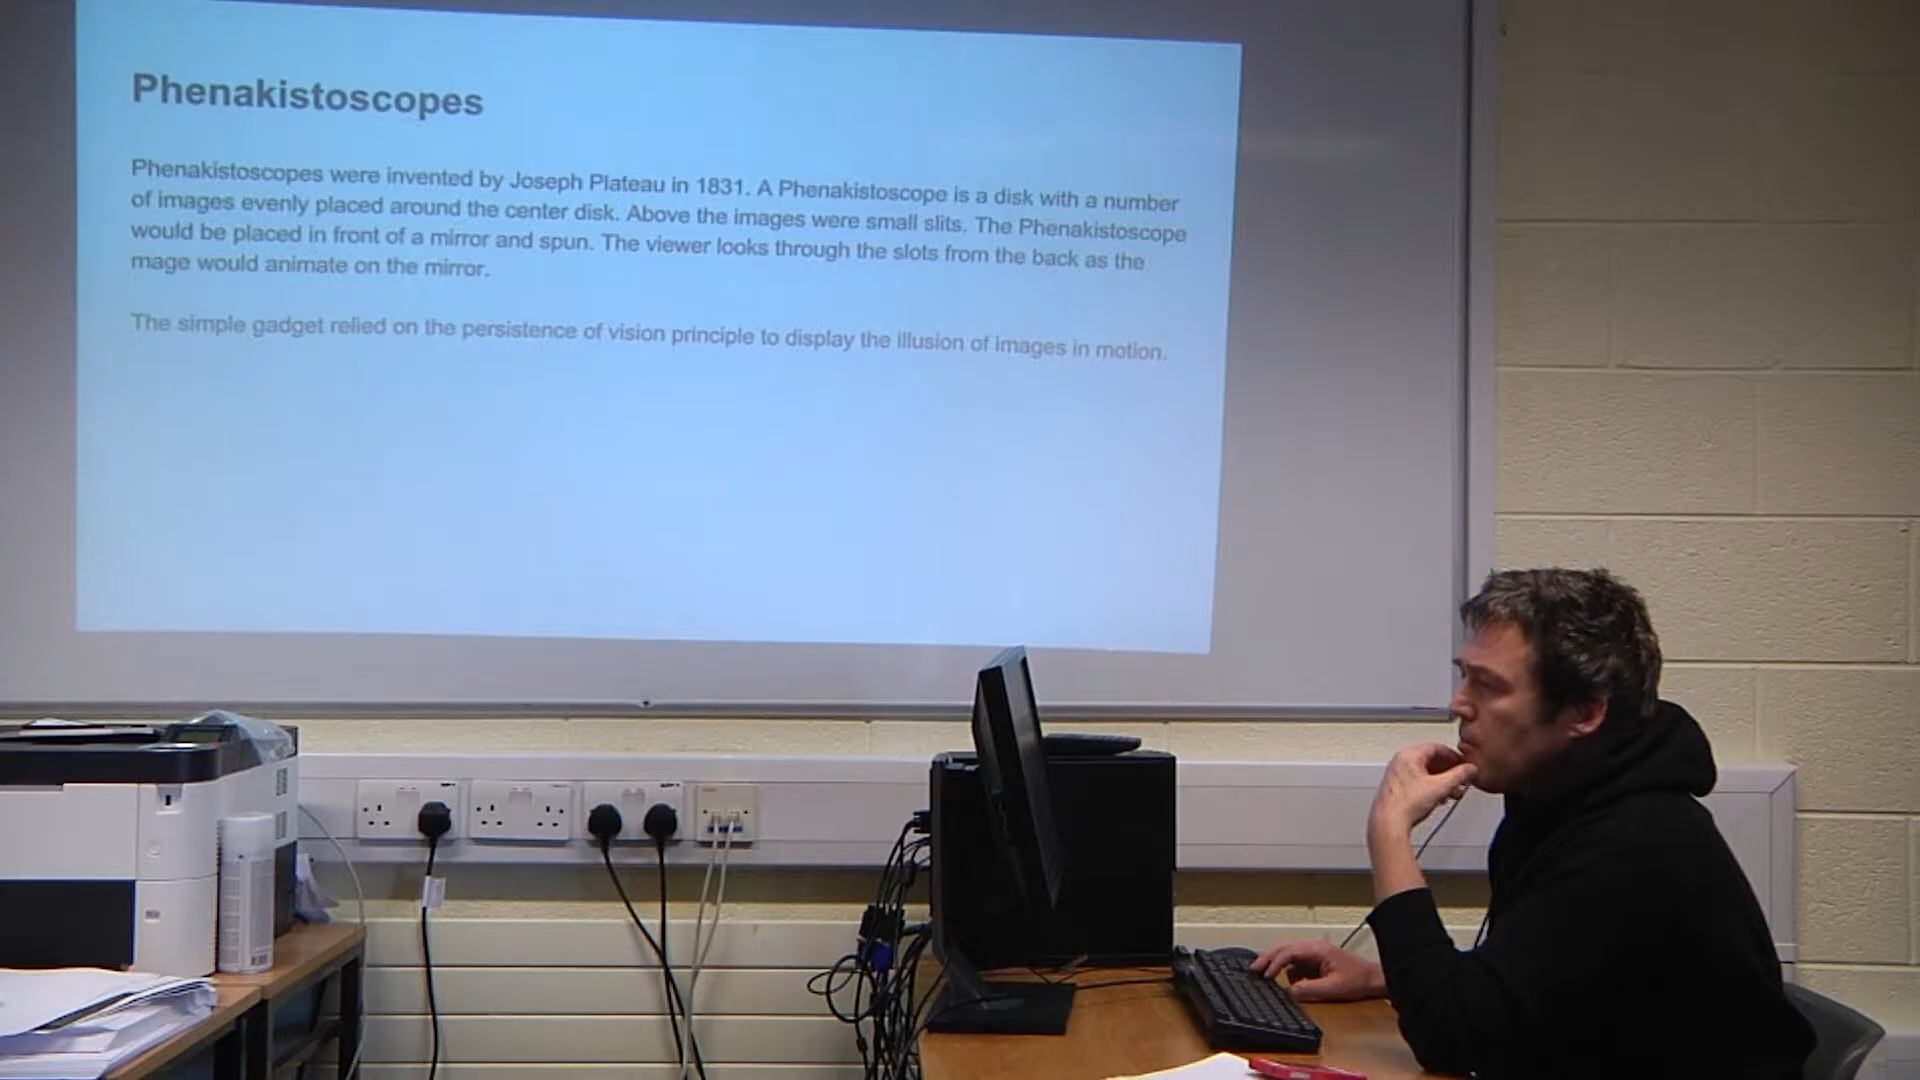 Phenakistoscopes
Phenakistoscopes were invented by Joseph Plateau in 1831. A Phenakistoscope is a disk with a number
of images evenly placed around the center disk. Above the images were small slits. The Phenakistoscope
would be placed in front of a mirror and spun. The viewer looks through the slots from the back as the
mage would animate on the mirror.
The simple gadget relied on the persistence of vision principle to display the illusion of images in motion.